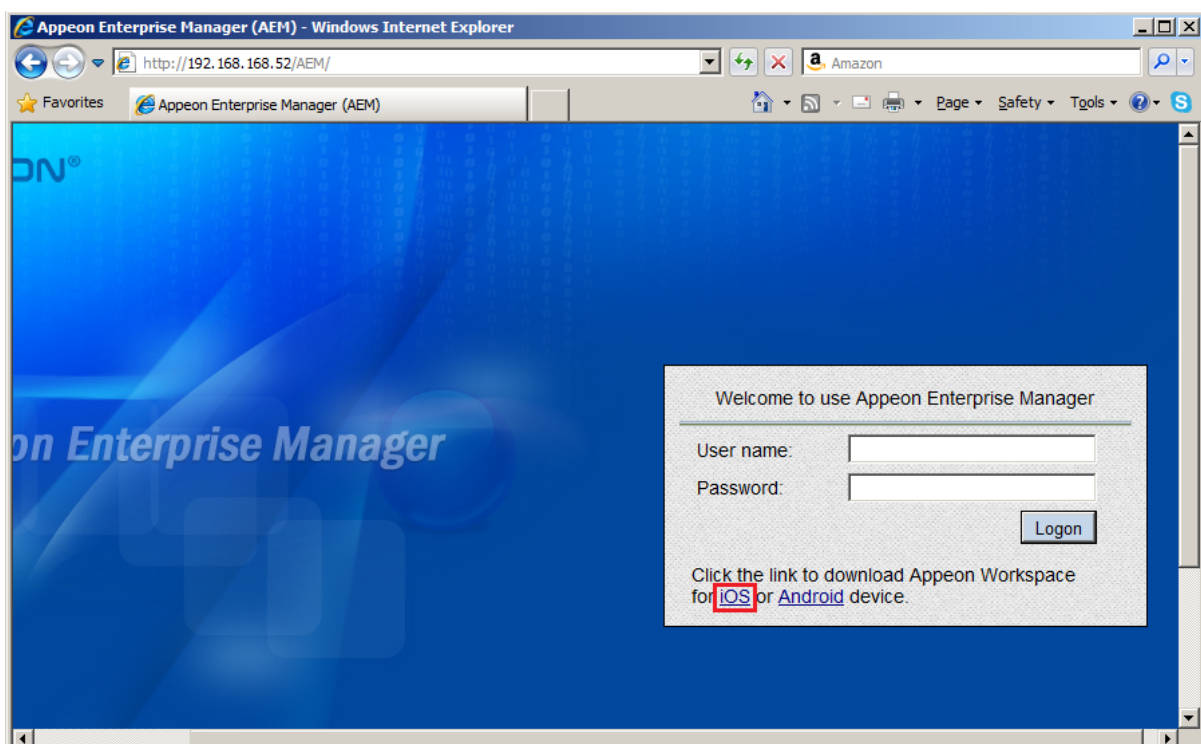 Appeon Enterprise Manager (AEM) - Windows Internet Explorer
http://192.168.168.52/AEM/
Amazon
Favorites
Appeon Enterprise Manager (AEM)
Page
Safety
Tools
ON®
on Enterprise Manager
Welcome to use Appeon Enterprise Manager
User name:
Password:
Logon
Click the link to download Appeon Workspace
for iOS or Android device.